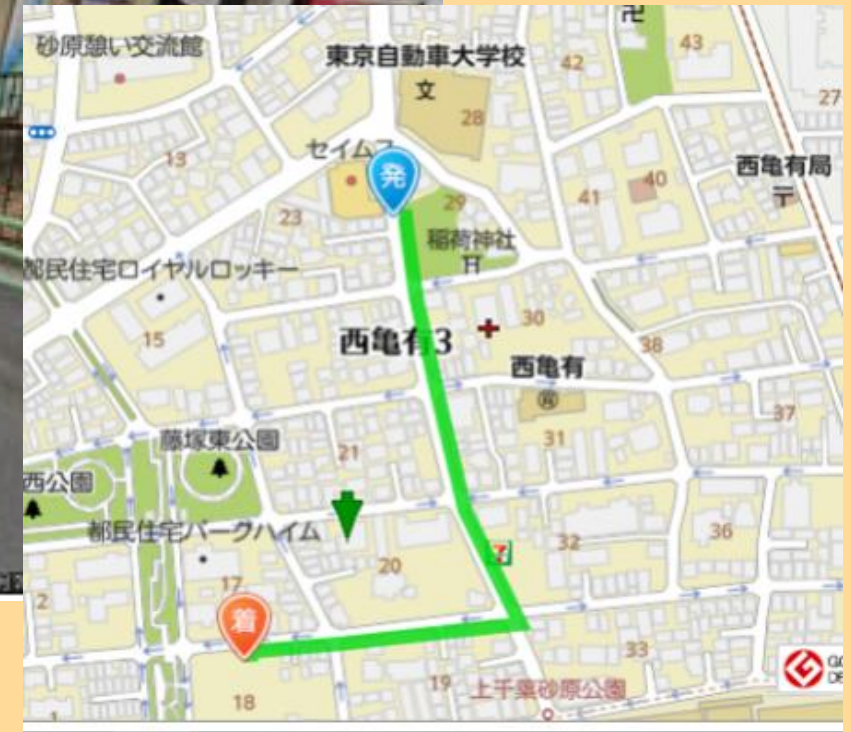 砂原憩い交流館
東京自動車大学校
文
卍
43
42
27
28
13
セイムス
発
西亀有局
〒
40
41
29
23
稲荷神社
都民住宅ロイヤルロッキー
15
西亀有3
30
38
西亀有
37
31
藤塚東公園
21
西公園
都民住宅パークハイム
7
32
36
20
17
2
着
33
19
上千葉砂原公園
18
1